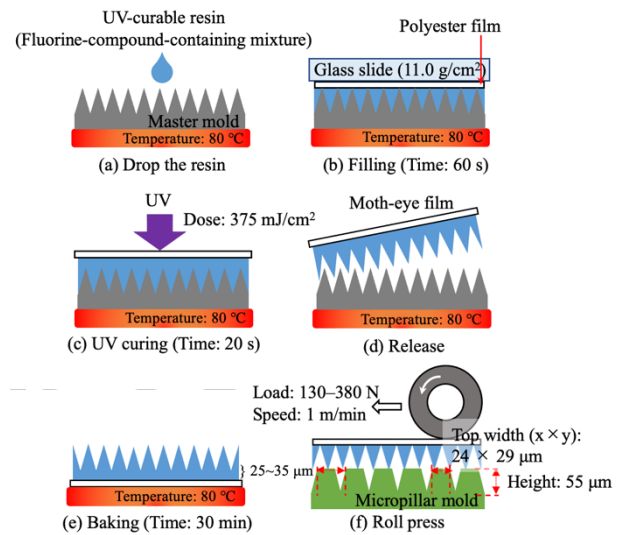 UV-curable resin
(Fluorine-compound-containing mixture)
Master mold
Temperature: 80 ℃
(a) Drop the resin
Polyester film
Glass slide (11.0 g/cm²)
Temperature: 80 ℃
(b) Filling (Time: 60 s)
UV
Dose: 375 mJ/cm²
Temperature: 80 ℃
(c) UV curing (Time: 20 s)
Moth-eye film
Temperature: 80 ℃
(d) Release
25~35 μm
Temperature: 80 ℃
(e) Baking (Time: 30 min)
Load: 130–380 N
Speed: 1 m/min
Top width (x × y):
24 × 29 μm
Height: 55 μm
Micropillar mold
(f) Roll press